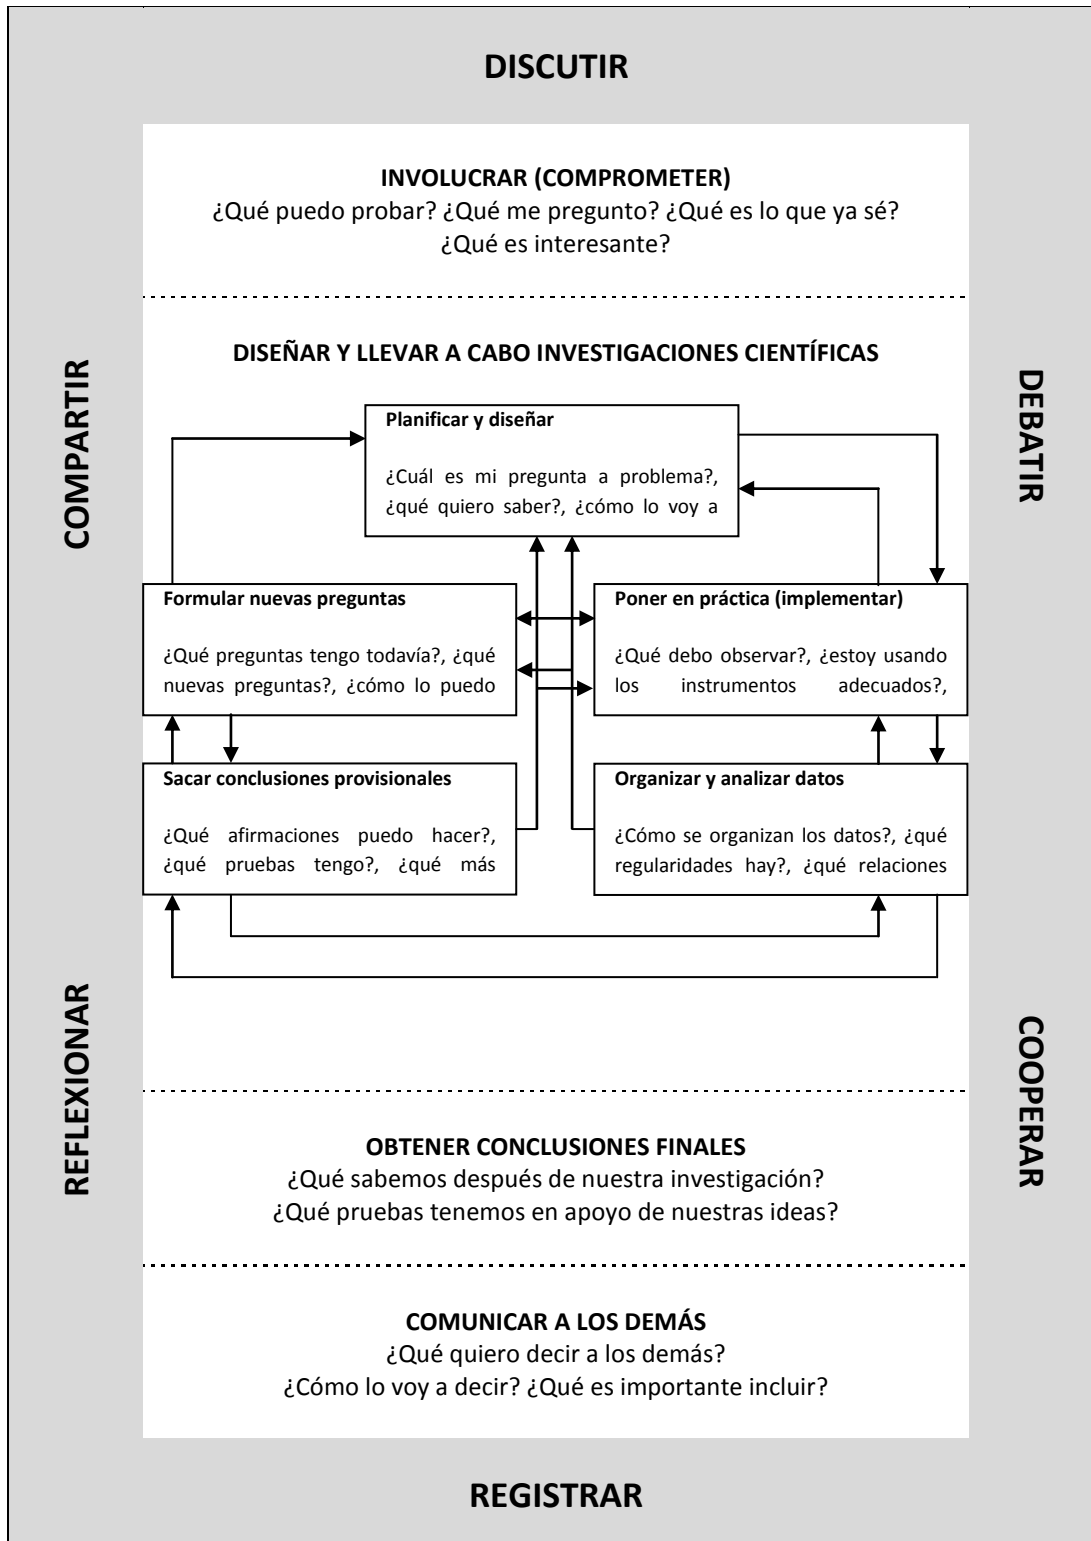 DISCUTIR
INVOLUCRAR (COMPROMETER)
¿Qué puedo probar? ¿Qué me pregunto? ¿Qué es lo que ya sé?
¿Qué es interesante?
COMPARTIR
DEBATIR
DISEÑAR Y LLEVAR A CABO INVESTIGACIONES CIENTÍFICAS
Planificar y diseñar
¿Cuál es mi pregunta a problema?,
¿qué quiero saber?, ¿cómo lo voy a
Formular nuevas preguntas
¿Qué preguntas tengo todavía?, ¿qué
nuevas preguntas?, ¿cómo lo puedo
Poner en práctica (implementar)
¿Qué debo observar?, ¿estoy usando
los instrumentos adecuados?,
Sacar conclusiones provisionales
¿Qué afirmaciones puedo hacer?,
¿qué pruebas tengo?, ¿qué más
Organizar y analizar datos
¿Cómo se organizan los datos?, ¿qué
regularidades hay?, ¿qué relaciones
REFLEXIONAR
COOPERAR
OBTENER CONCLUSIONES FINALES
¿Qué sabemos después de nuestra investigación?
¿Qué pruebas tenemos en apoyo de nuestras ideas?
COMUNICAR A LOS DEMÁS
¿Qué quiero decir a los demás?
¿Cómo lo voy a decir? ¿Qué es importante incluir?
REGISTRAR